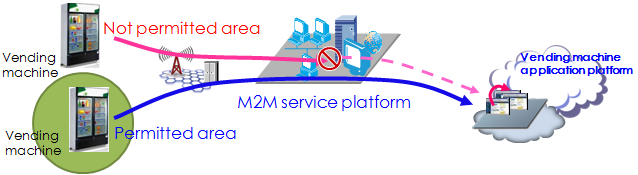 Not permitted area
Vending
machine
Vending machine
application platform
M2M service platform
Permitted area
Vending
machine